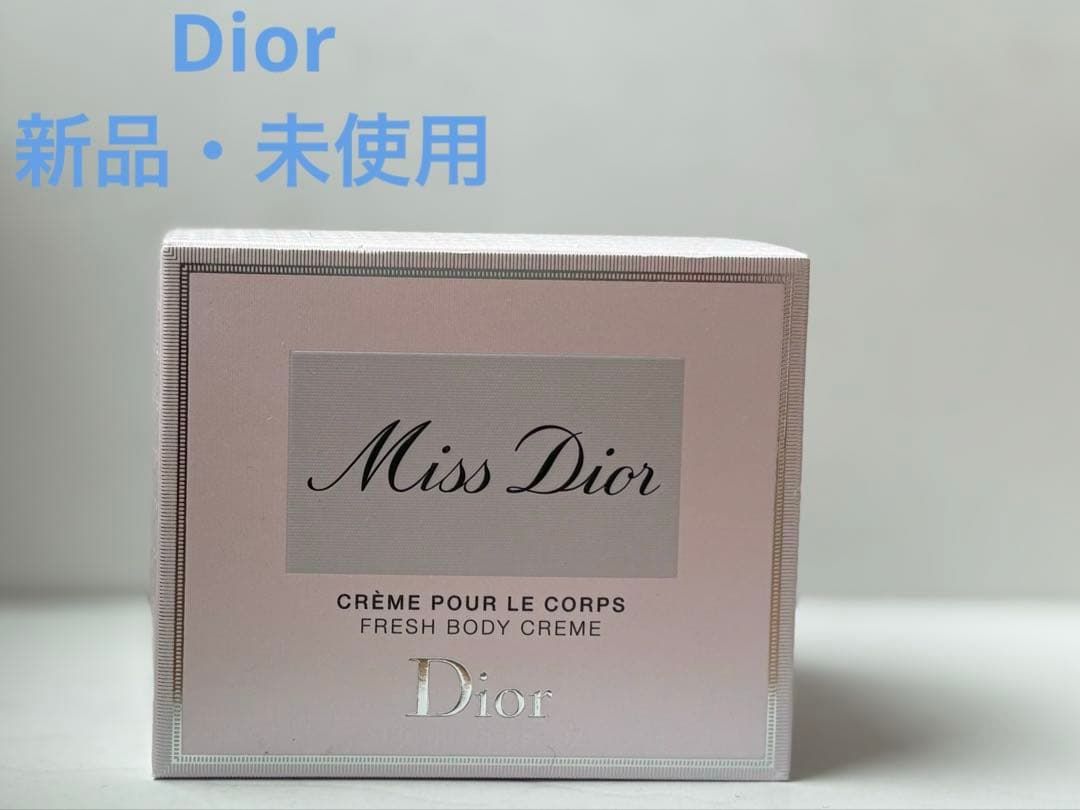 Dior
新品・未使用
Miss Dior
CRÈME POUR LE CORPS
FRESH BODY CREME
Dior